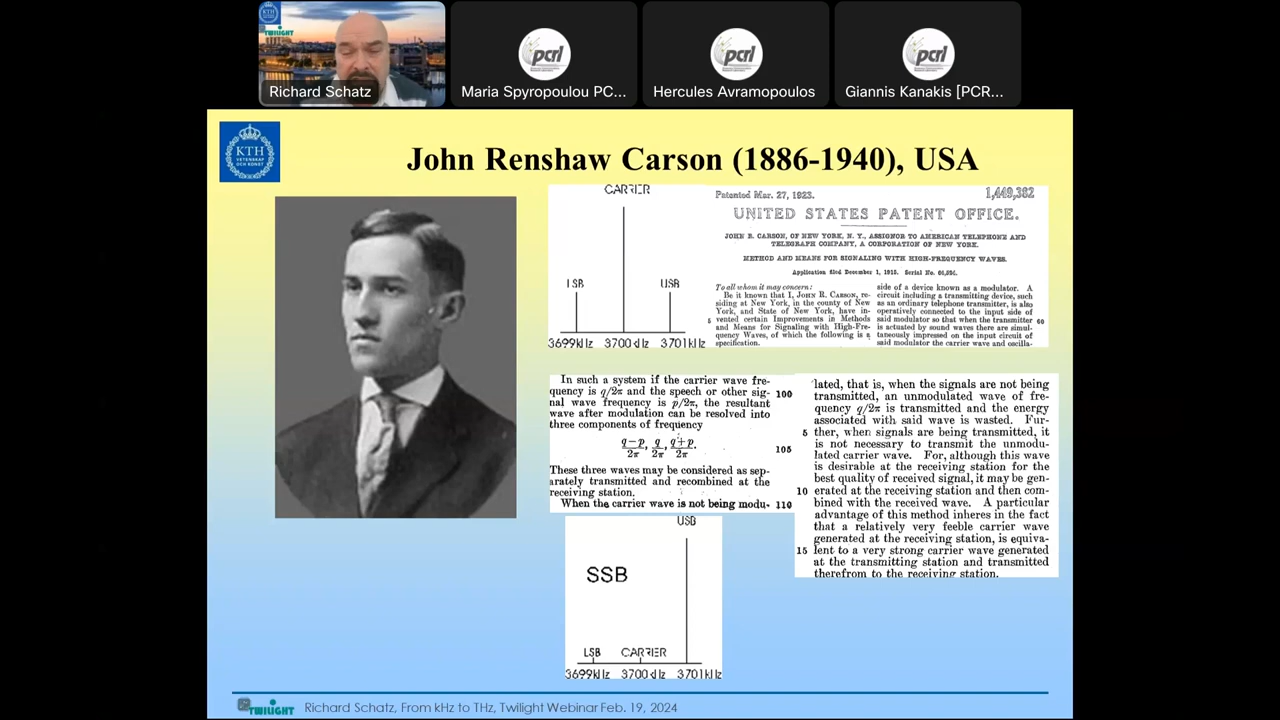 KTH
TWILIGHT
Richard Schatz
pcrl
Maria Spyropoulou PC...
pcrl
Hercules Avramopoulos
pcrl
Giannis Kanakis [PCR...
KTH
VETENSKAP
OCH KONST
John Renshaw Carson (1886-1940), USA
CARRIER
LSB
USB
3699kHz 3700kHz 3701kHz
Patented Mar. 27, 1923.
1,449,382
UNITED STATES PATENT OFFICE.
JOHN R. CARSON, OF NEW YORK, N. Y., ASSIGNOR TO AMERICAN TELEPHONE AND
TELEGRAPH COMPANY, A CORPORATION OF NEW YORK.
METHOD AND MEANS FOR SIGNALING WITH HIGH-FREQUENCY WAVES.
Application filed December 1, 1915. Serial No.
To all whom it may concern:
Be it known that I, JOHN R. CARSON, re-
siding at New York, in the county of New
York, and State of New York, have in-
5 vented certain Improvements in Methods
and Means for Signaling with High-Fre-
quency Waves, of which the following is a
specification.
side of a device known as a modulator. A
circuit including a transmitting device, such
as an ordinary telephone transmitter, is also
operatively connected to the input side of
said modulator so that when the transmitter 60
is actuated by sound waves there are simul-
taneously impressed on the input circuit of
said modulator the carrier wave and oscilla-
In such a system if the carrier wave fre-
quency is q/2π and the speech or other sig- 100
nal wave frequency is p/2π, the resultant
wave after modulation can be resolved into
three components of frequency
q-p/2π, q/2π, q+p/2π. 105
These three waves may be considered as sep-
arately transmitted and recombined at the
receiving station.
When the carrier wave is not being modu- 110
lated, that is, when the signals are not being
transmitted, an unmodulated wave of fre-
quency q/2π is transmitted and the energy
associated with said wave is wasted. Fur-
5 ther, when signals are being transmitted, it
is not necessary to transmit the unmodu-
lated carrier wave. For, although this wave
is desirable at the receiving station for the
best quality of received signal, it may be gen-
10 erated at the receiving station and then com-
bined with the received wave. A particular
advantage of this method inheres in the fact
that a relatively very feeble carrier wave
generated at the receiving station, is equiva-
15 lent to a very strong carrier wave generated
at the transmitting station and transmitted
therefrom to the receiving station.
USB
SSB
LSB CARRIER
3699kHz 3700kHz 3701kHz
TWILIGHT
Richard Schatz, From kHz to THz, Twilight Webinar Feb. 19, 2024